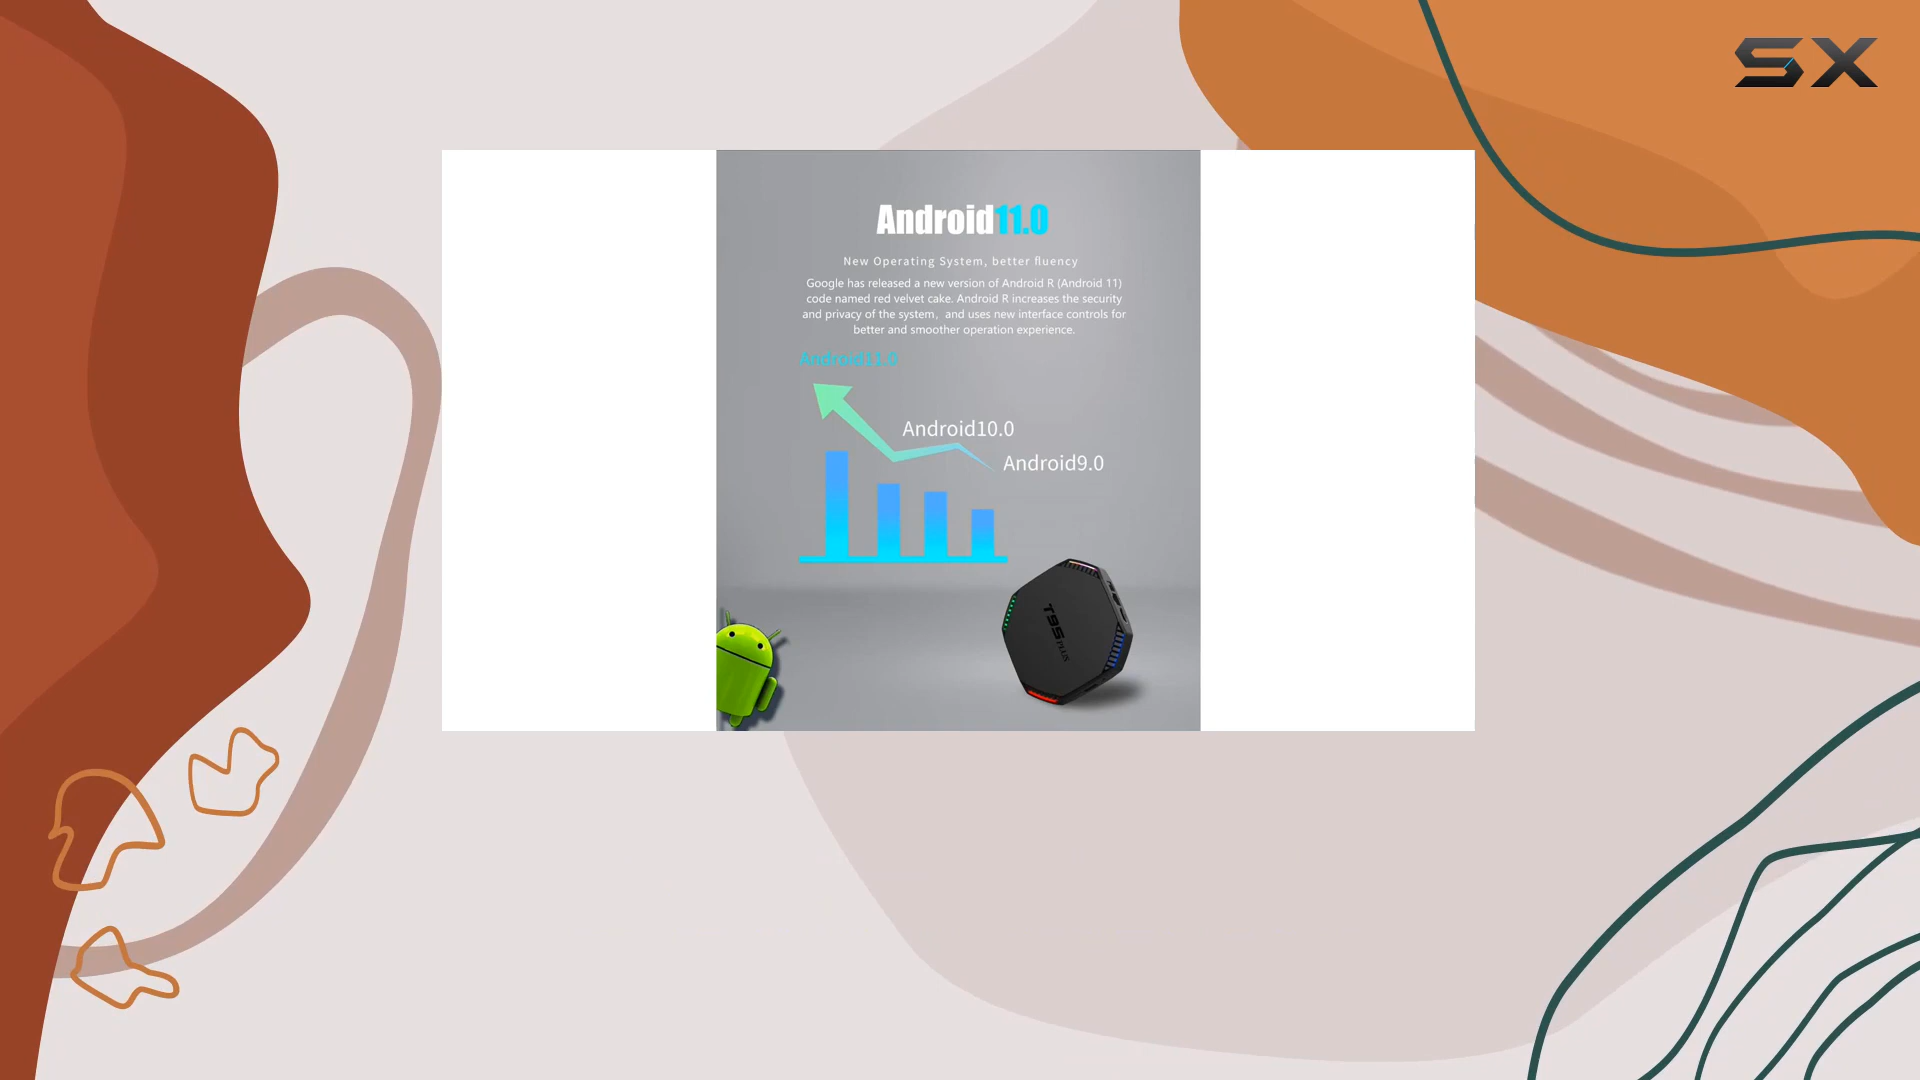 SX
Android11.0
New Operating System, better fluency
Google has released a new version of Android R (Android 11)
code named red velvet cake. Android R increases the security
and privacy of the system, and uses new interface controls for
better and smoother operation experience.
Android11.0
Android10.0
Android9.0
T95 PLUS